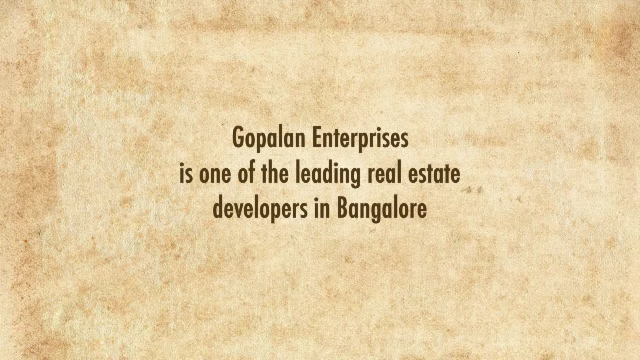 Gopalan Enterprises
is one of the leading real estate
developers in Bangalore